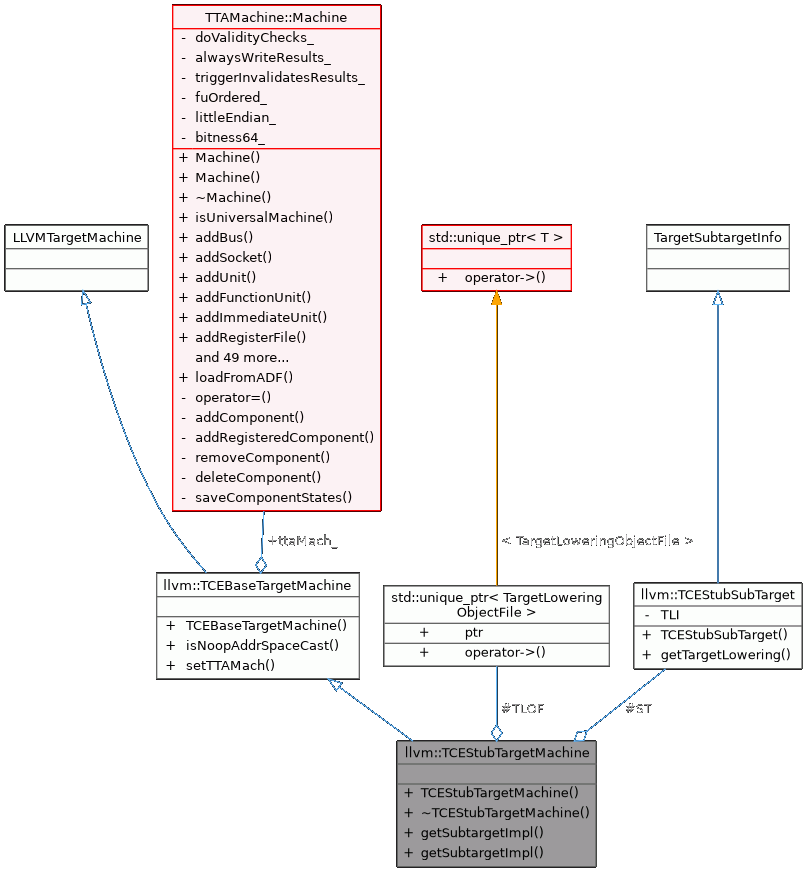 TTAMachine::Machine
- doValidityChecks_
- alwaysWriteResults_
- triggerInvalidatesResults_
- fuOrdered_
- littleEndian_
- bitness64_
+ Machine()
+ Machine()
+ ~Machine()
+ isUniversalMachine()
+ addBus()
+ addSocket()
+ addUnit()
+ addFunctionUnit()
+ addImmediateUnit()
+ addRegisterFile()
and 49 more...
+ loadFromADF()
- operator=()
- addComponent()
- addRegisteredComponent()
- removeComponent()
- deleteComponent()
- saveComponentStates()
LLVMTargetMachine
std::unique_ptr< T >
+ operator->()
TargetSubtargetInfo
+ttaMach_
< TargetLoweringObjectFile >
llvm::TCEBaseTargetMachine
+ TCEBaseTargetMachine()
+ isNoopAddrSpaceCast()
+ setTTAMach()
std::unique_ptr< TargetLowering
ObjectFile >
+ ptr
+ operator->()
llvm::TCEStubSubTarget
- TLI
+ TCEStubSubTarget()
+ getTargetLowering()
#TLOF
#ST
llvm::TCEStubTargetMachine
+ TCEStubTargetMachine()
+ ~TCEStubTargetMachine()
+ getSubtargetImpl()
+ getSubtargetImpl()